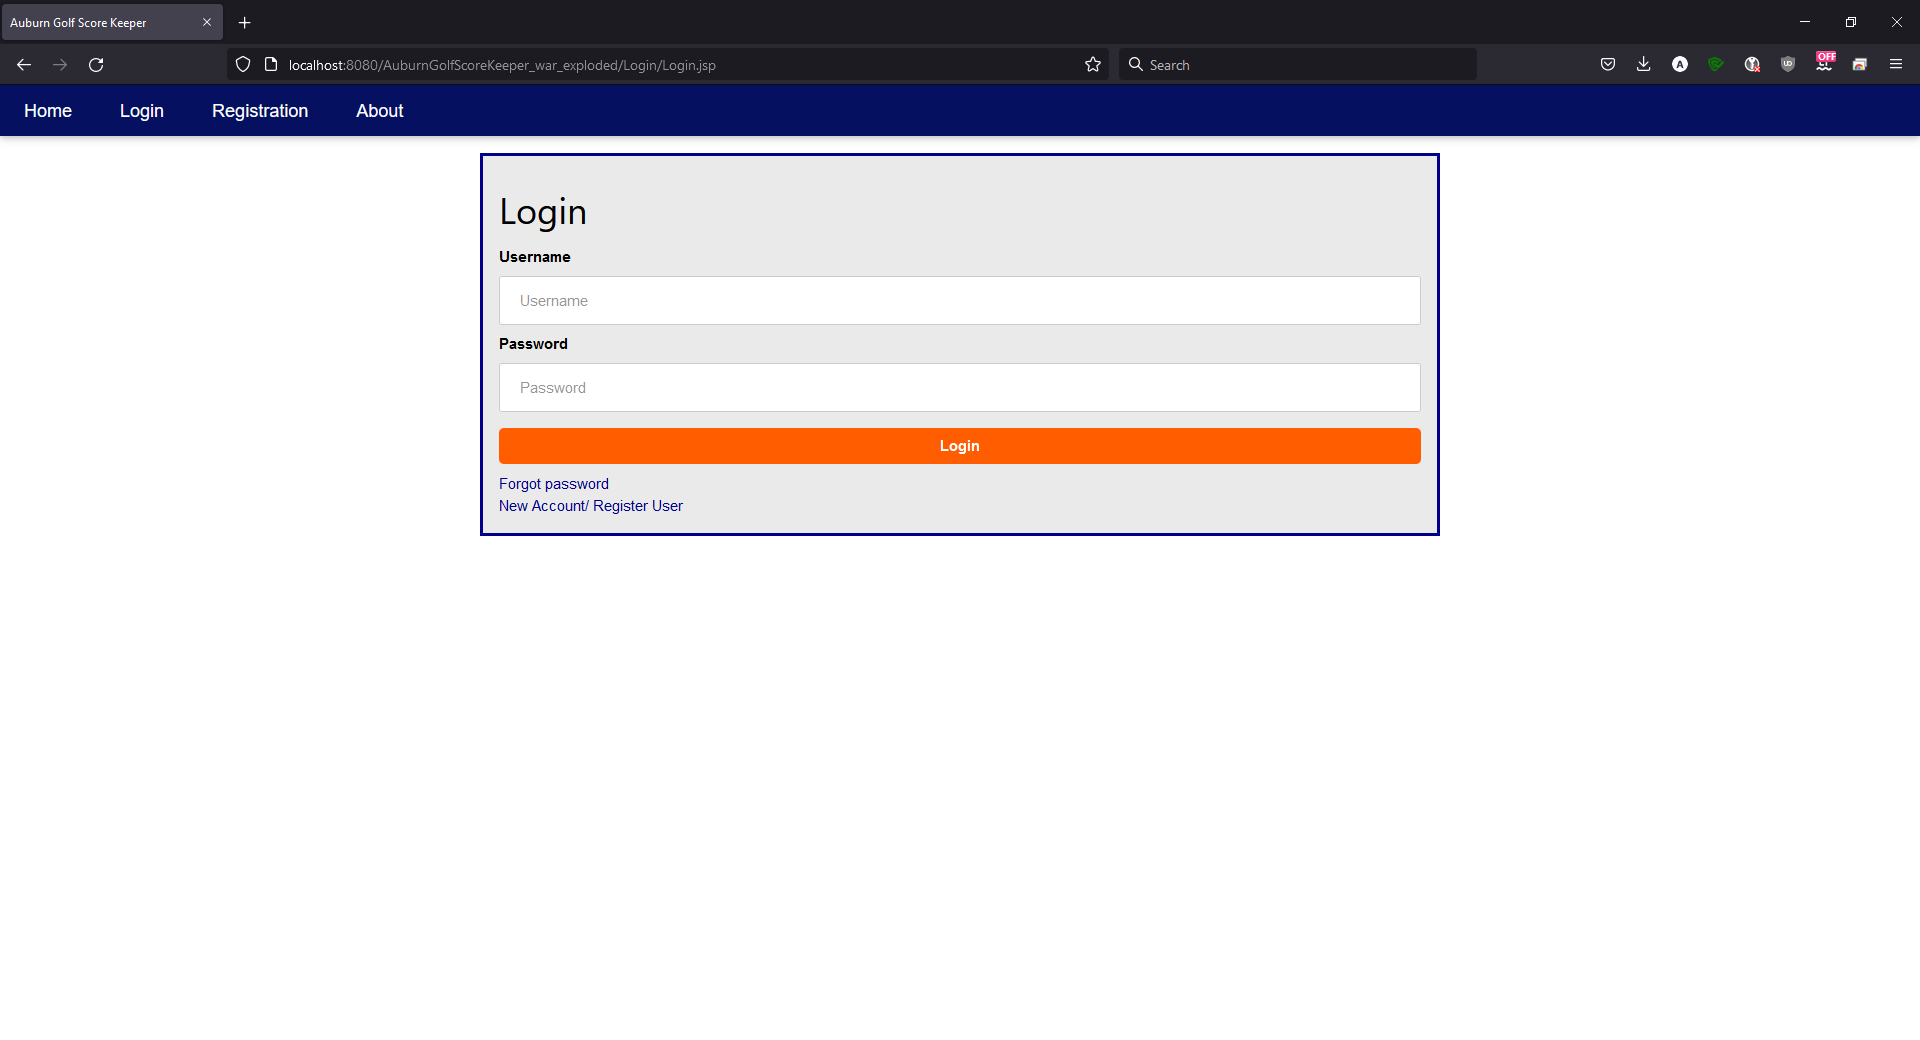 Auburn Golf Score Keeper
localhost:8080/AuburnGolfScoreKeeper_war_exploded/Login/Login.jsp
Search
OFF
Home Login Registration About
Login
Username
Username
Password
Password
Login
Forgot password
New Account/ Register User